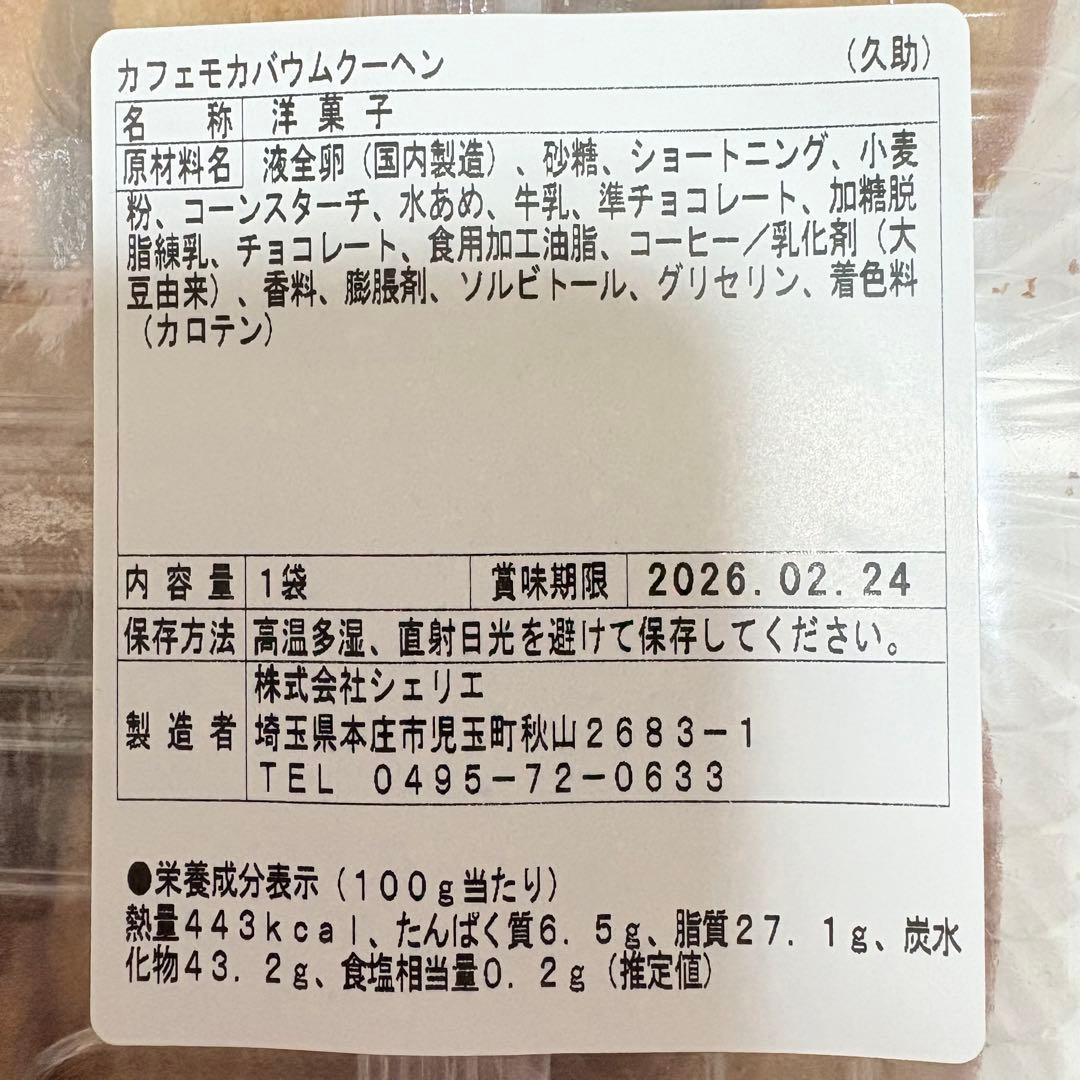 カフェモカバウムクーヘン （久助）
名称 洋菓子
原材料名 液全卵（国内製造）、砂糖、ショートニング、小麦
粉、コーンスターチ、水あめ、牛乳、準チョコレート、加糖脱
脂練乳、チョコレート、食用加工油脂、コーヒー／乳化剤（大
豆由来）、香料、膨脹剤、ソルビトール、グリセリン、着色料
（カロテン）
内容量 1袋 賞味期限 2026.02.24
保存方法 高温多湿、直射日光を避けて保存してください。
株式会社シェリエ
製造者 埼玉県本庄市児玉町秋山２６８３－１
ＴＥＬ ０４９５－７２－０６３３
●栄養成分表示（１００ｇ当たり）
熱量４４３ｋｃａｌ、たんぱく質６．５ｇ、脂質２７．１ｇ、炭水
化物４３．２ｇ、食塩相当量０．２ｇ（推定値）